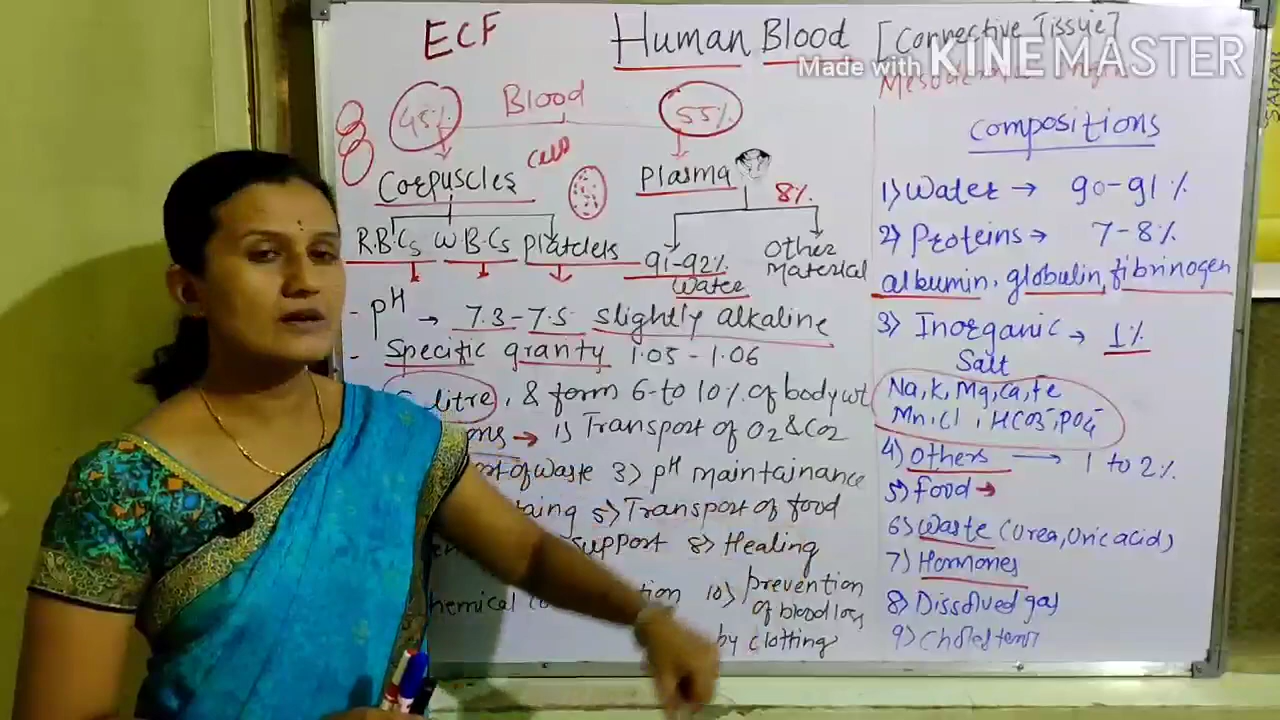 ECF Human Blood [Connective Tissue]
Made with KINEMASTER
Blood
45% 55%
Corpuscles cells Plasma 8%
R.B.Cs W.B.Cs Platelets 91-92% Water Other material
- pH → 7.3-7.5 slightly alkaline
- Specific granty 1.05-1.06
litre, & form 6 to 10% of body wt
→ 1) Transport of O2 & CO2
of waste 3) pH maintainance
5) Transport of food
support 8) Healing
10) prevention of blood loss by clotting
Compositions
1) Water → 90-91%
2) Proteins → 7-8%
albumin, globulin, fibrinogen
3) Inorganic Salt → 1%
Na, K, Mg, Ca, Fe
Mn, Cl, HCO3-, PO4-
4) Others → 1 to 2%
5) Food →
6) Waste (Urea, Uric acid)
7) Hormones
8) Dissolved gas